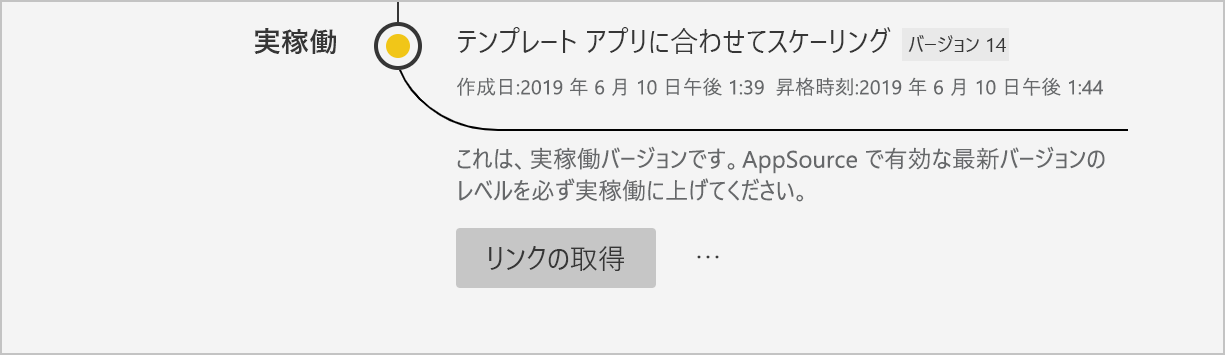 実稼働
テンプレート アプリに合わせてスケーリング バージョン 14
作成日:2019 年 6 月 10 日午後 1:39 昇格時刻:2019 年 6 月 10 日午後 1:44
これは、実稼働バージョンです。AppSource で有効な最新バージョンの
レベルを必ず実稼働に上げてください。
リンクの取得 …